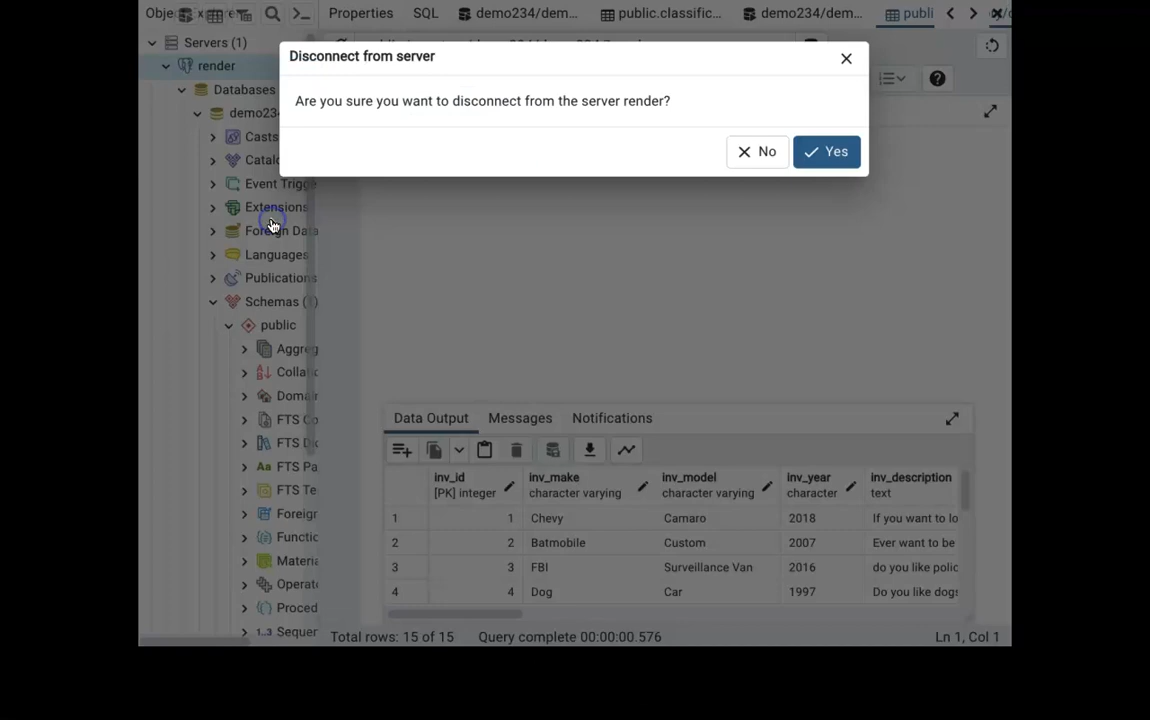 Properties
SQL
demo234/dem...
public.classific...
demo234/dem...
publi
Servers (1)
render
Databases
demo234
Casts
Event Trigge
Extensions
Foreign Data
Languages
Publications
Schemas (1)
public
Aggreg
Colla
Domai
FTS Co
FTS Di
FTS Pa
FTS Te
Foreig
Functio
Materia
Operato
Proced
1..3 Sequen
Disconnect from server
Are you sure you want to disconnect from the server render?
No
Yes
Data Output
Messages
Notifications
inv_id
[PK] integer
inv_make
character varying
inv_model
character varying
inv_year
character
inv_description
text
1 1 Chevy Camaro 2018 If you want to lo
2 2 Batmobile Custom 2007 Ever want to be
3 3 FBI Surveillance Van 2016 do you like polic
4 4 Dog Car 1997 Do you like dogs
Total rows: 15 of 15
Query complete 00:00:00.576
Ln 1, Col 1